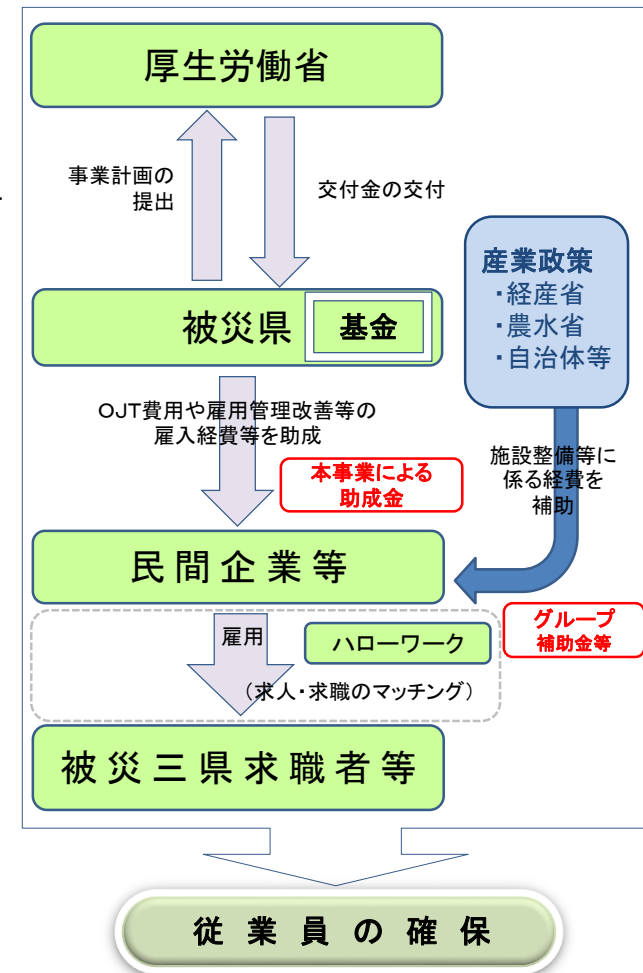 厚生労働省
事業計画の
提出
交付金の交付
産業政策
・経産省
・農水省
・自治体等
被災県
基金
OJT費用や雇用管理改善等の
雇入経費等を助成
本事業による
助成金
施設整備等に
係る経費を
補助
民間企業等
グループ
補助金等
雇用
ハローワーク
（求人・求職のマッチング）
被災三県求職者等
従業員の確保